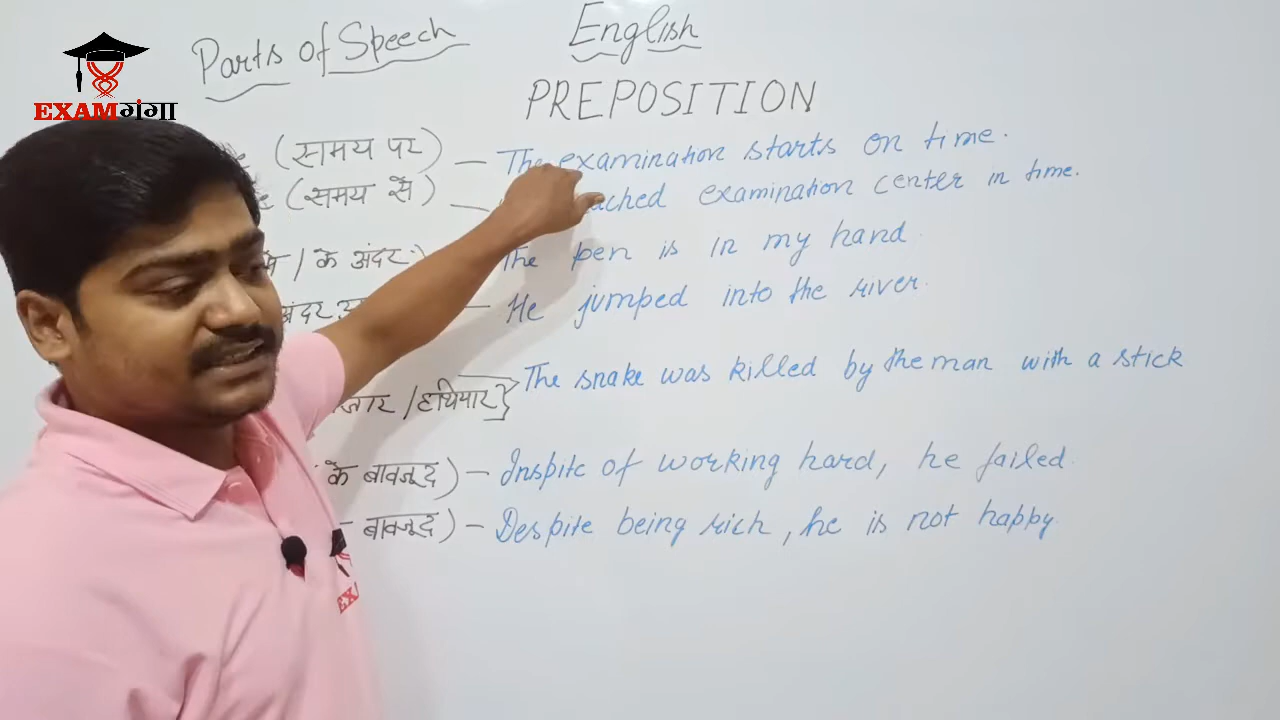 EXAMगंगा
Parts of Speech
English
PREPOSITION
(समय पर) – The examination starts on time.
(समय से) – reached examination center in time.
/ के अंदर) The pen is in my hand
अंदर – He jumped into the river.
/ हथियार} The snake was killed by the man with a stick
के बावजूद) – Inspite of working hard, he failed.
बावजूद) – Despite being rich, he is not happy